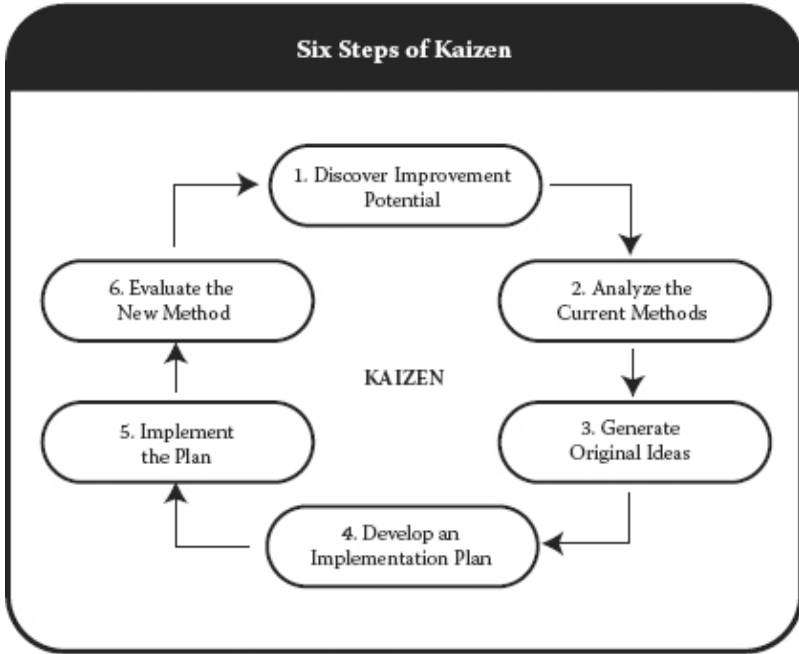 Six Steps of Kaizen
1. Discover Improvement
Potential
2. Analyze the
Current Methods
3. Generate
Original Ideas
4. Develop an
Implementation Plan
5. Implement
the Plan
6. Evaluate the
New Method
KAIZEN